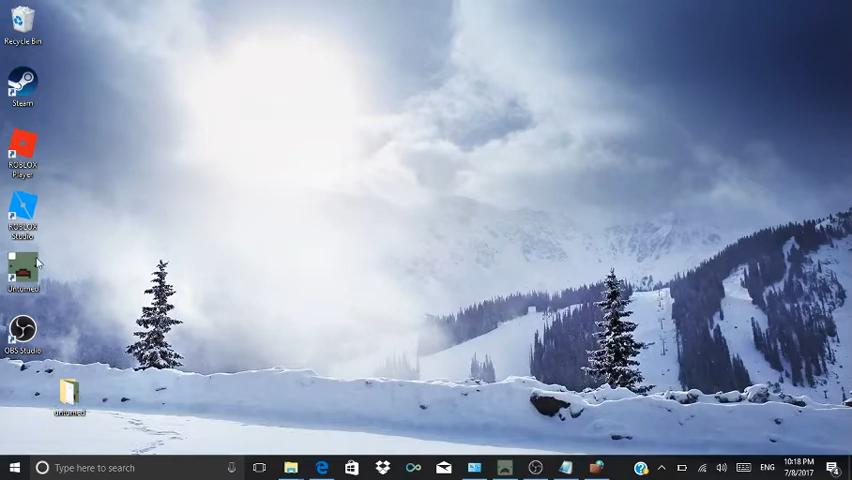 Recycle Bin
Steam
ROBLOX
Player
ROBLOX
Studio
Unturned
OBS Studio
unturned
Type here to search
ENG
10:18 PM
7/8/2017
4